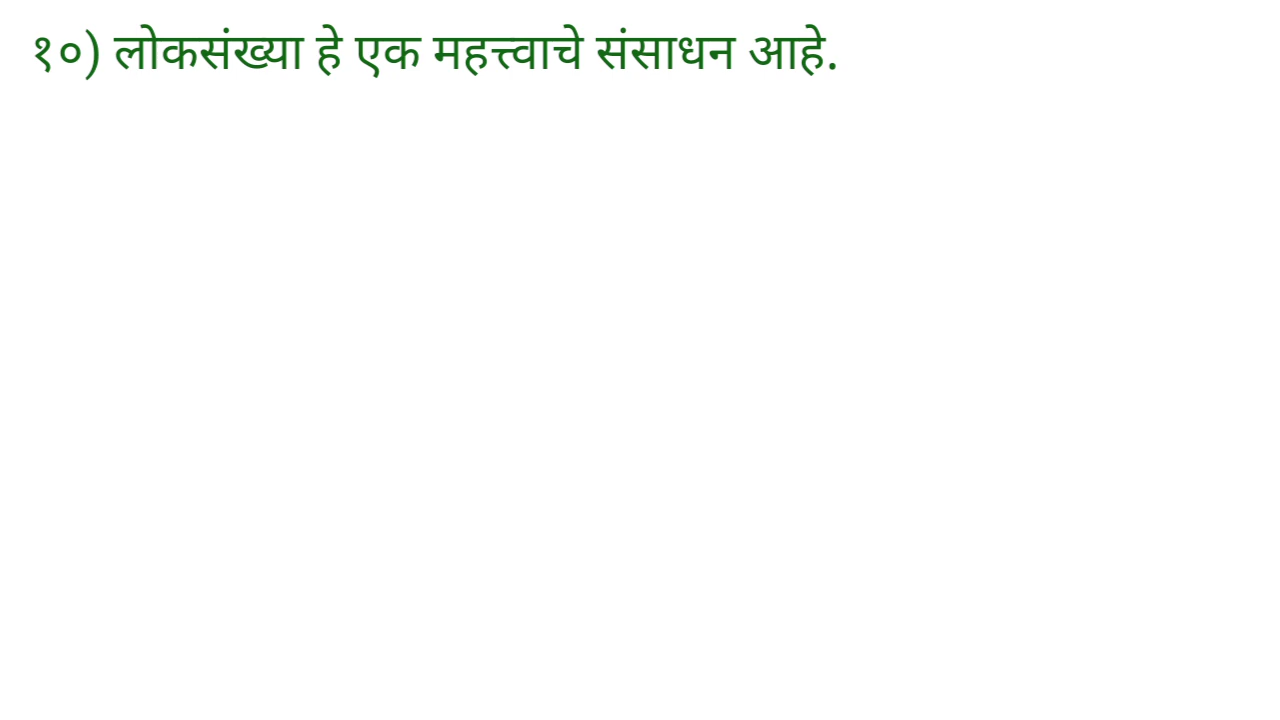 १०) लोकसंख्या हे एक महत्त्वाचे संसाधन आहे.